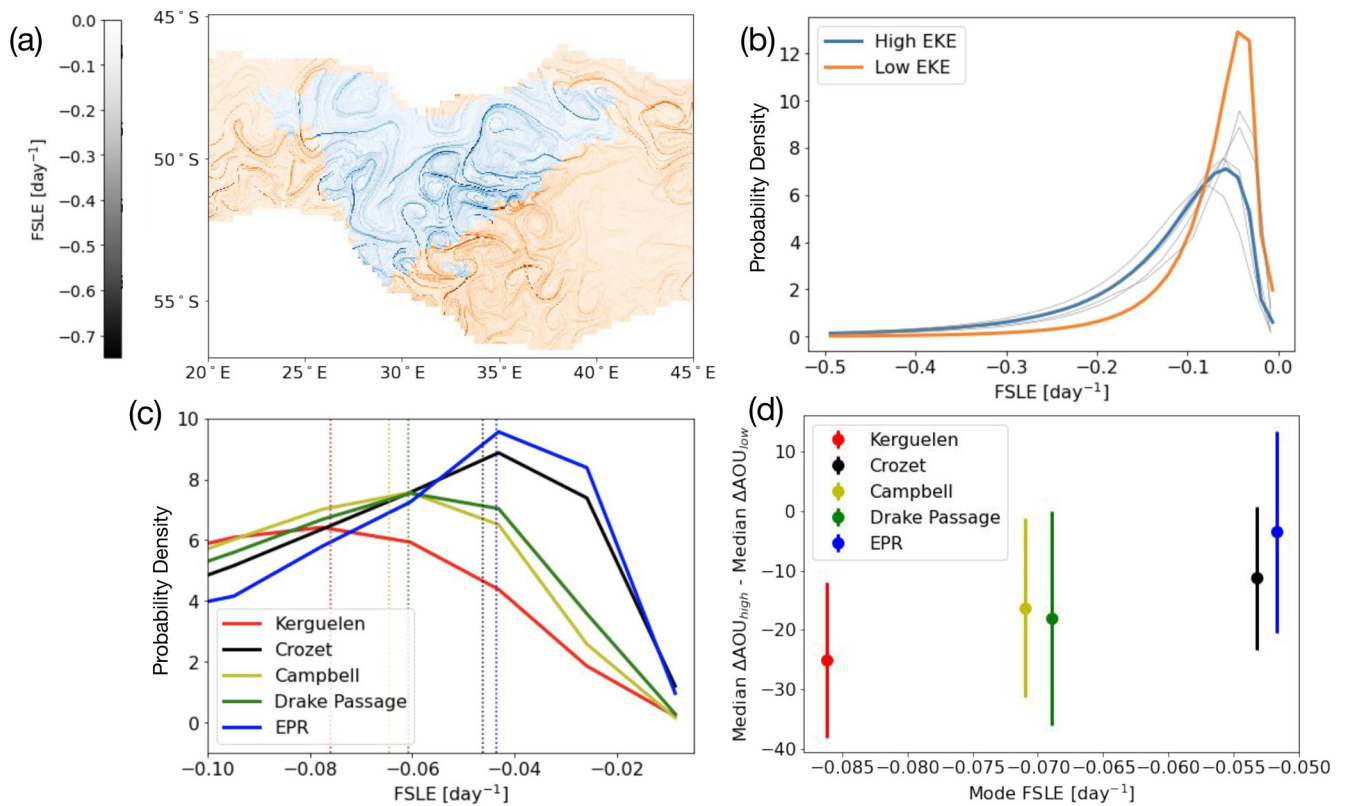 (a)
0.0
−0.1
−0.2
−0.3
−0.4
−0.5
−0.6
−0.7
FSLE [day⁻¹]
45°S
50°S
55°S
20°E
25°E
30°E
35°E
40°E
45°E
(b)
High EKE
Low EKE
Probability Density
12
10
8
6
4
2
0
−0.5
−0.4
−0.3
−0.2
−0.1
0.0
FSLE [day⁻¹]
(c)
Probability Density
10
8
6
4
2
0
Kerguelen
Crozet
Campbell
Drake Passage
EPR
−0.10
−0.08
−0.06
−0.04
−0.02
FSLE [day⁻¹]
(d)
Median ΔAOU_high - Median ΔAOU_low
10
0
−10
−20
−30
−40
Kerguelen
Crozet
Campbell
Drake Passage
EPR
−0.085
−0.080
−0.075
−0.070
−0.065
−0.060
−0.055
−0.050
Mode FSLE [day⁻¹]